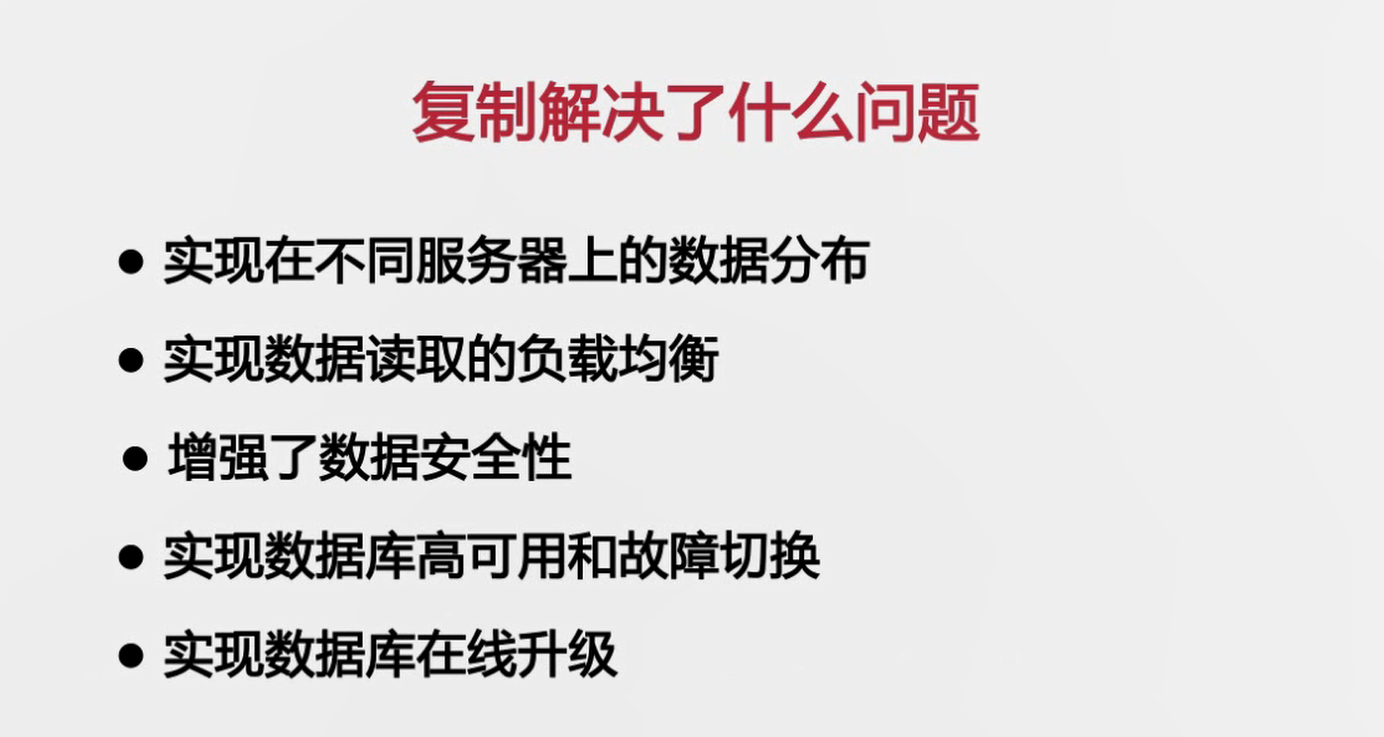 复制解决了什么问题
● 实现在不同服务器上的数据分布
● 实现数据读取的负载均衡
● 增强了数据安全性
● 实现数据库高可用和故障切换
● 实现数据库在线升级